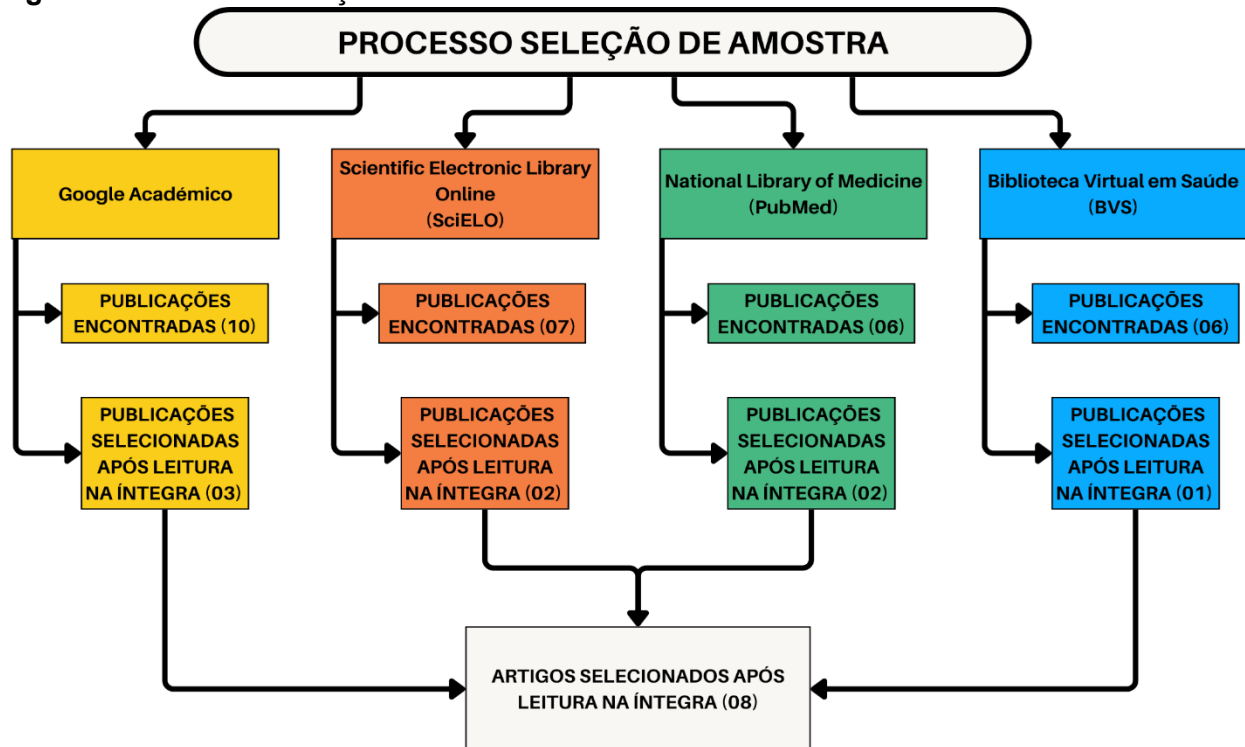 PROCESSO SELEÇÃO DE AMOSTRA
Google Académico
Scientific Electronic Library
Online
(SciELO)
National Library of Medicine
(PubMed)
Biblioteca Virtual em Saúde
(BVS)
PUBLICAÇÕES
ENCONTRADAS (10)
PUBLICAÇÕES
ENCONTRADAS (07)
PUBLICAÇÕES
ENCONTRADAS (06)
PUBLICAÇÕES
ENCONTRADAS (06)
PUBLICAÇÕES
SELECIONADAS
APÓS LEITURA
NA ÍNTEGRA (03)
PUBLICAÇÕES
SELECIONADAS
APÓS LEITURA
NA ÍNTEGRA (02)
PUBLICAÇÕES
SELECIONADAS
APÓS LEITURA
NA ÍNTEGRA (02)
PUBLICAÇÕES
SELECIONADAS
APÓS LEITURA
NA ÍNTEGRA (01)
ARTIGOS SELECIONADOS APÓS
LEITURA NA ÍNTEGRA (08)